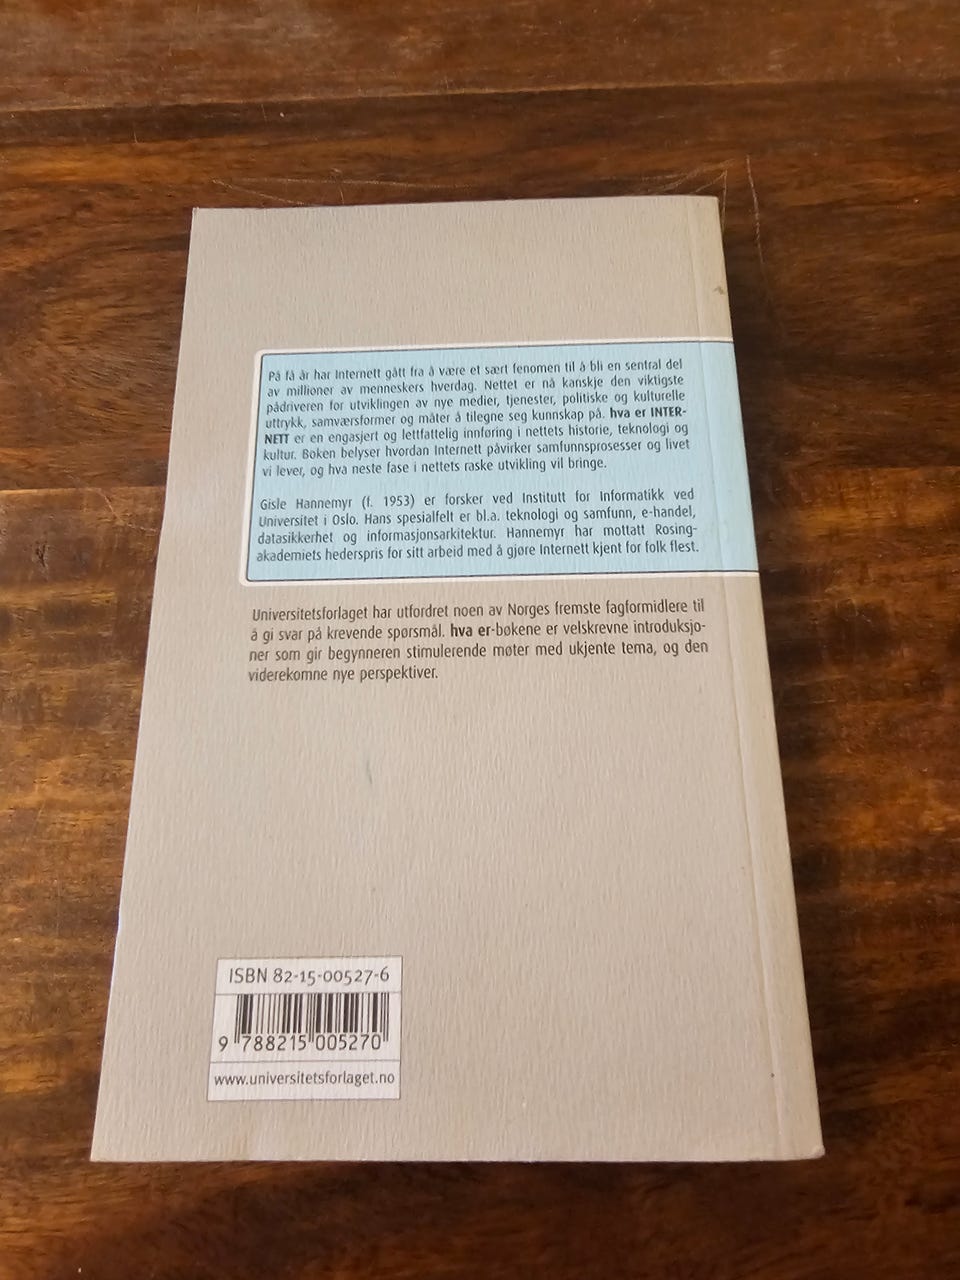 På få år har Internett gått fra å være et sært fenomen til å bli en sentral del
av millioner av menneskers hverdag. Nettet er nå kanskje den viktigste
pådriveren for utviklingen av nye medier, tjenester, politiske og kulturelle
uttrykk, samværsformer og måter å tilegne seg kunnskap på. hva er INTER-
NETT er en engasjert og lettfattelig innføring i nettets historie, teknologi og
kultur. Boken belyser hvordan Internett påvirker samfunnsprosesser og livet
vi lever, og hva neste fase i nettets raske utvikling vil bringe.
Gisle Hannemyr (f. 1953) er forsker ved Institutt for Informatikk ved
Universitet i Oslo. Hans spesialfelt er bl.a. teknologi og samfunn, e-handel,
datasikkerhet og informasjonsarkitektur. Hannemyr har mottatt Rosing-
akademiets hederspris for sitt arbeid med å gjøre Internett kjent for folk flest.
Universitetsforlaget har utfordret noen av Norges fremste fagformidlere til
å gi svar på krevende spørsmål. hva er-bøkene er velskrevne introduksjo-
ner som gir begynneren stimulerende møter med ukjente tema, og den
viderekomne nye perspektiver.
ISBN 82-15-00527-6
9 788215 005270
www.universitetsforlaget.no